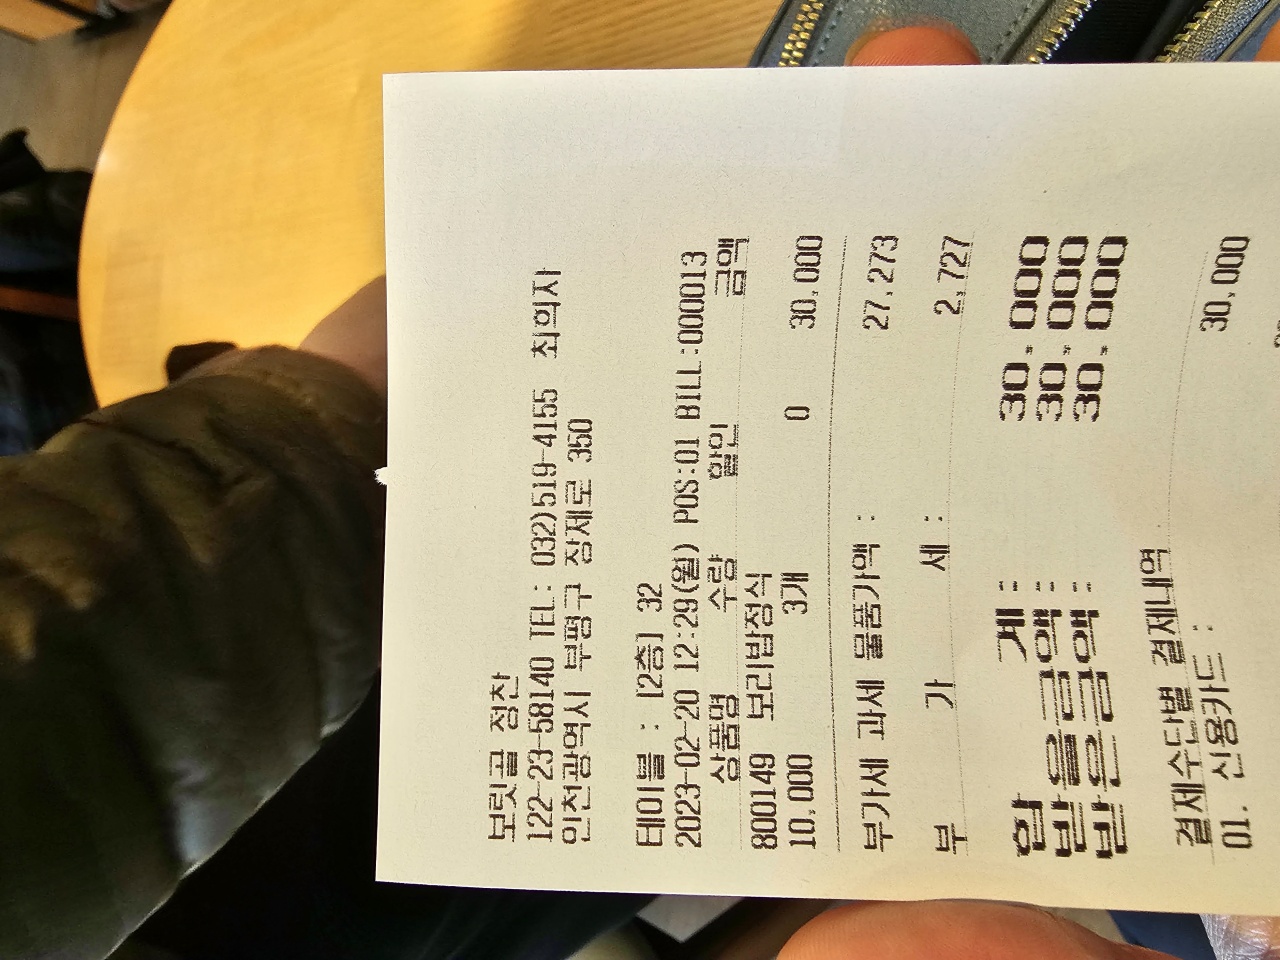 보릿골 정찬
122-23-58140 TEL: 032)519-4155 최희자
인천광역시 부평구 장제로 350
테이블 : [2층] 32
2023-02-20 12:29(월) POS:01 BILL:000013
상품명 수량 할인 금액
800149 보리밥정식
10,000 3개 0 30,000
부가세 과세 물품가액 : 27,273
부 가 세 : 2,727
합 계 : 30,000
받을금액 : 30,000
받은금액 : 30,000
결제수단별 결제내역
01. 신용카드 : 30,000